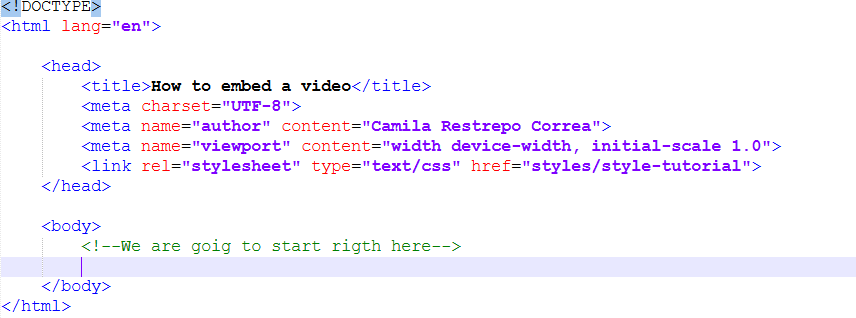 <!DOCTYPE>
<html lang="en">
<head>
<title>How to embed a video</title>
<meta charset="UTF-8">
<meta name="author" content="Camila Restrepo Correa">
<meta name="viewport" content="width device-width, initial-scale 1.0">
<link rel="stylesheet" type="text/css" href="styles/style-tutorial">
</head>
<body>
<!--We are goig to start rigth here-->
</body>
</html>